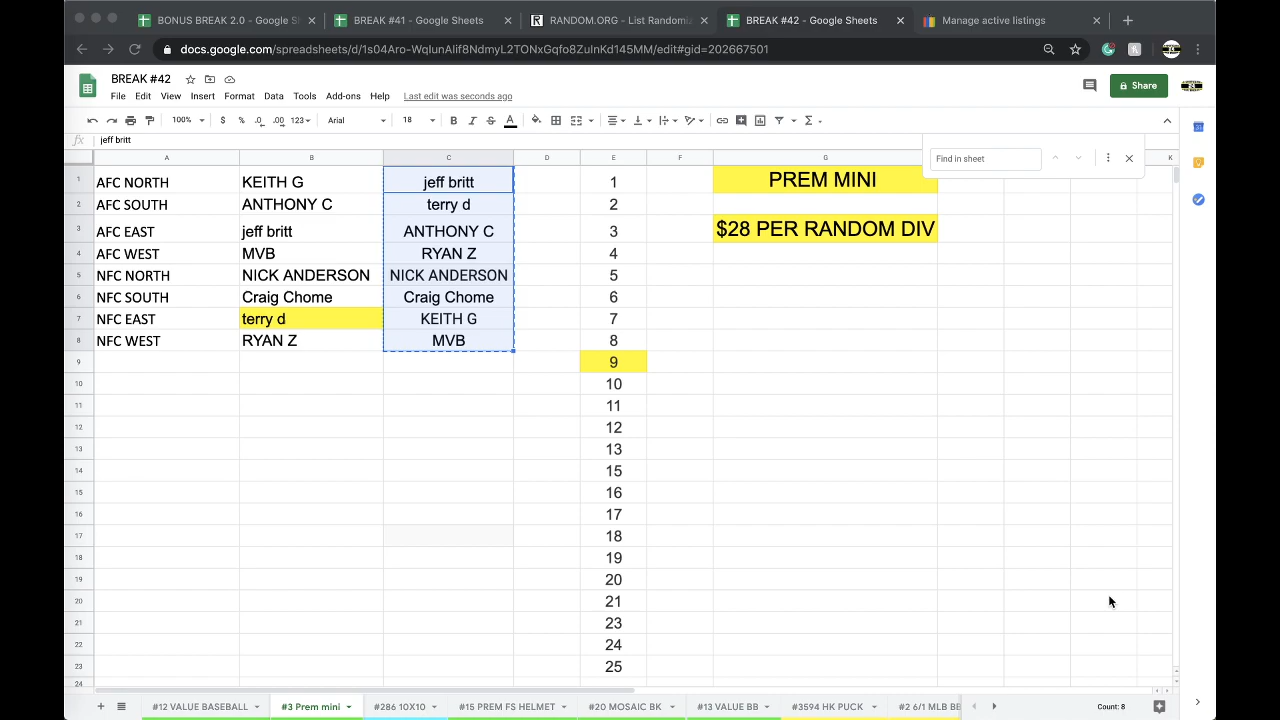 BONUS BREAK 2.0 - Google S
BREAK #41 - Google Sheets
RANDOM.ORG - List Randomiz
BREAK #42 - Google Sheets
Manage active listings
docs.google.com/spreadsheets/d/1s04Aro-WqlunAlif8NdmyL2TONxGqfo8ZuInKd145MM/edit#gid=202667501
BREAK #42
File Edit View Insert Format Data Tools Add-ons Help Last edit was seconds ago
Share
100% $ % .0 .00 123 Arial 18 B I S A
fx jeff britt
Find in sheet
A B C D E F G K
1 AFC NORTH KEITH G jeff britt 1 PREM MINI
2 AFC SOUTH ANTHONY C terry d 2
3 AFC EAST jeff britt ANTHONY C 3 $28 PER RANDOM DIV
4 AFC WEST MVB RYAN Z 4
5 NFC NORTH NICK ANDERSON NICK ANDERSON 5
6 NFC SOUTH Craig Chome Craig Chome 6
7 NFC EAST terry d KEITH G 7
8 NFC WEST RYAN Z MVB 8
9 9
10 10
11 11
12 12
13 13
14 15
15 16
16 17
17 18
18 19
19 20
20 21
21 23
22 24
23 25
24
#12 VALUE BASEBALL #3 Prem mini #286 10X10 #15 PREM FS HELMET #20 MOSAIC BK #13 VALUE BB #3594 HK PUCK #2 6/1 MLB BB
Count: 8